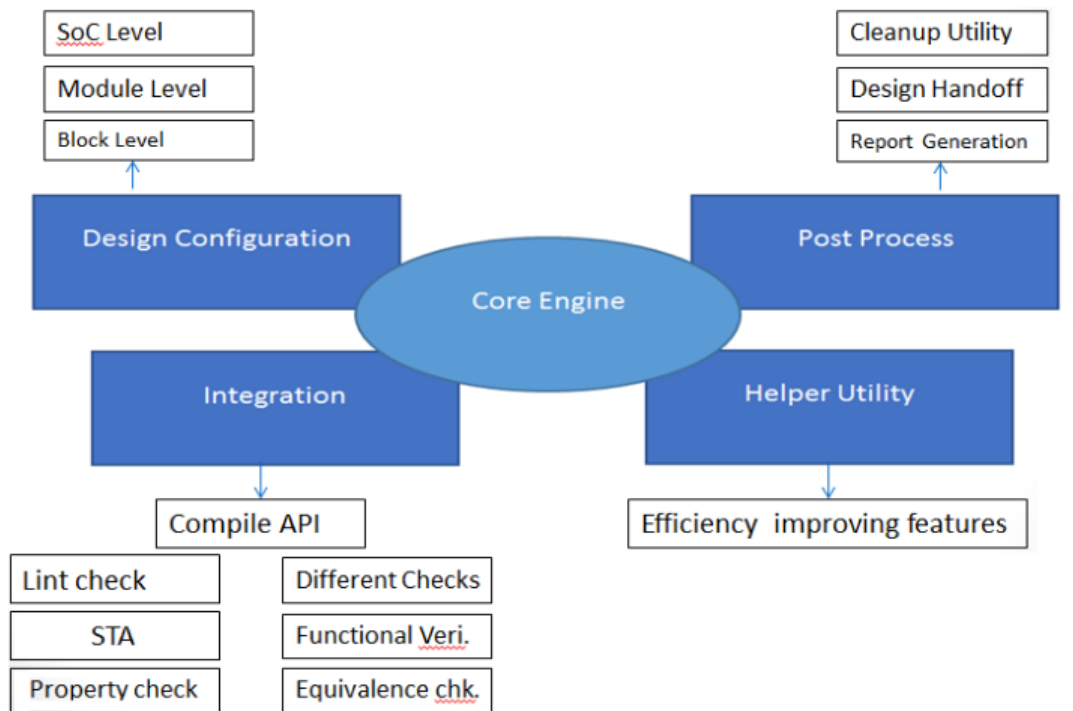 SoC Level
Module Level
Block Level
Cleanup Utility
Design Handoff
Report Generation
Design Configuration
Post Process
Core Engine
Integration
Helper Utility
Compile API
Efficiency improving features
Lint check
Different Checks
STA
Functional Veri.
Property check
Equivalence chk.